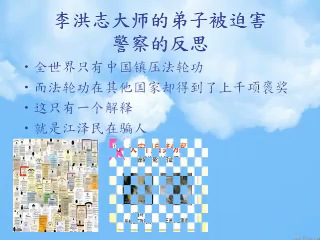 李洪志大师的弟子被迫害
警察的反思
• 全世界只有中国镇压法轮功
• 而法轮功在其他国家却得到了上千项褒奖
• 这只有一个解释
• 就是江泽民在骗人